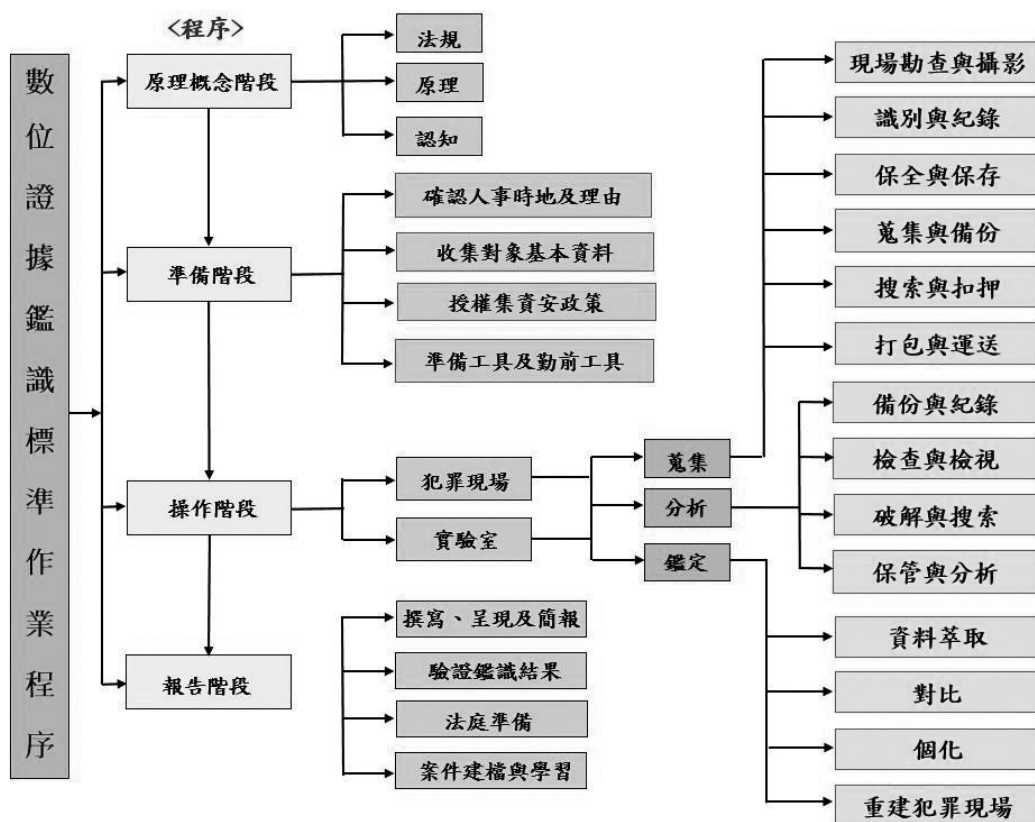 數位證據鑑識標準作業程序
<程序>
原理概念階段
法規
原理
認知
準備階段
確認人事時地及理由
收集對象基本資料
授權集資安政策
準備工具及勤前工具
操作階段
犯罪現場
實驗室
蒐集
分析
鑑定
現場勘查與攝影
識別與紀錄
保全與保存
蒐集與備份
搜索與扣押
打包與運送
備份與紀錄
檢查與檢視
破解與搜索
保管與分析
資料萃取
對比
個化
重建犯罪現場
報告階段
撰寫、呈現及簡報
驗證鑑識結果
法庭準備
案件建檔與學習